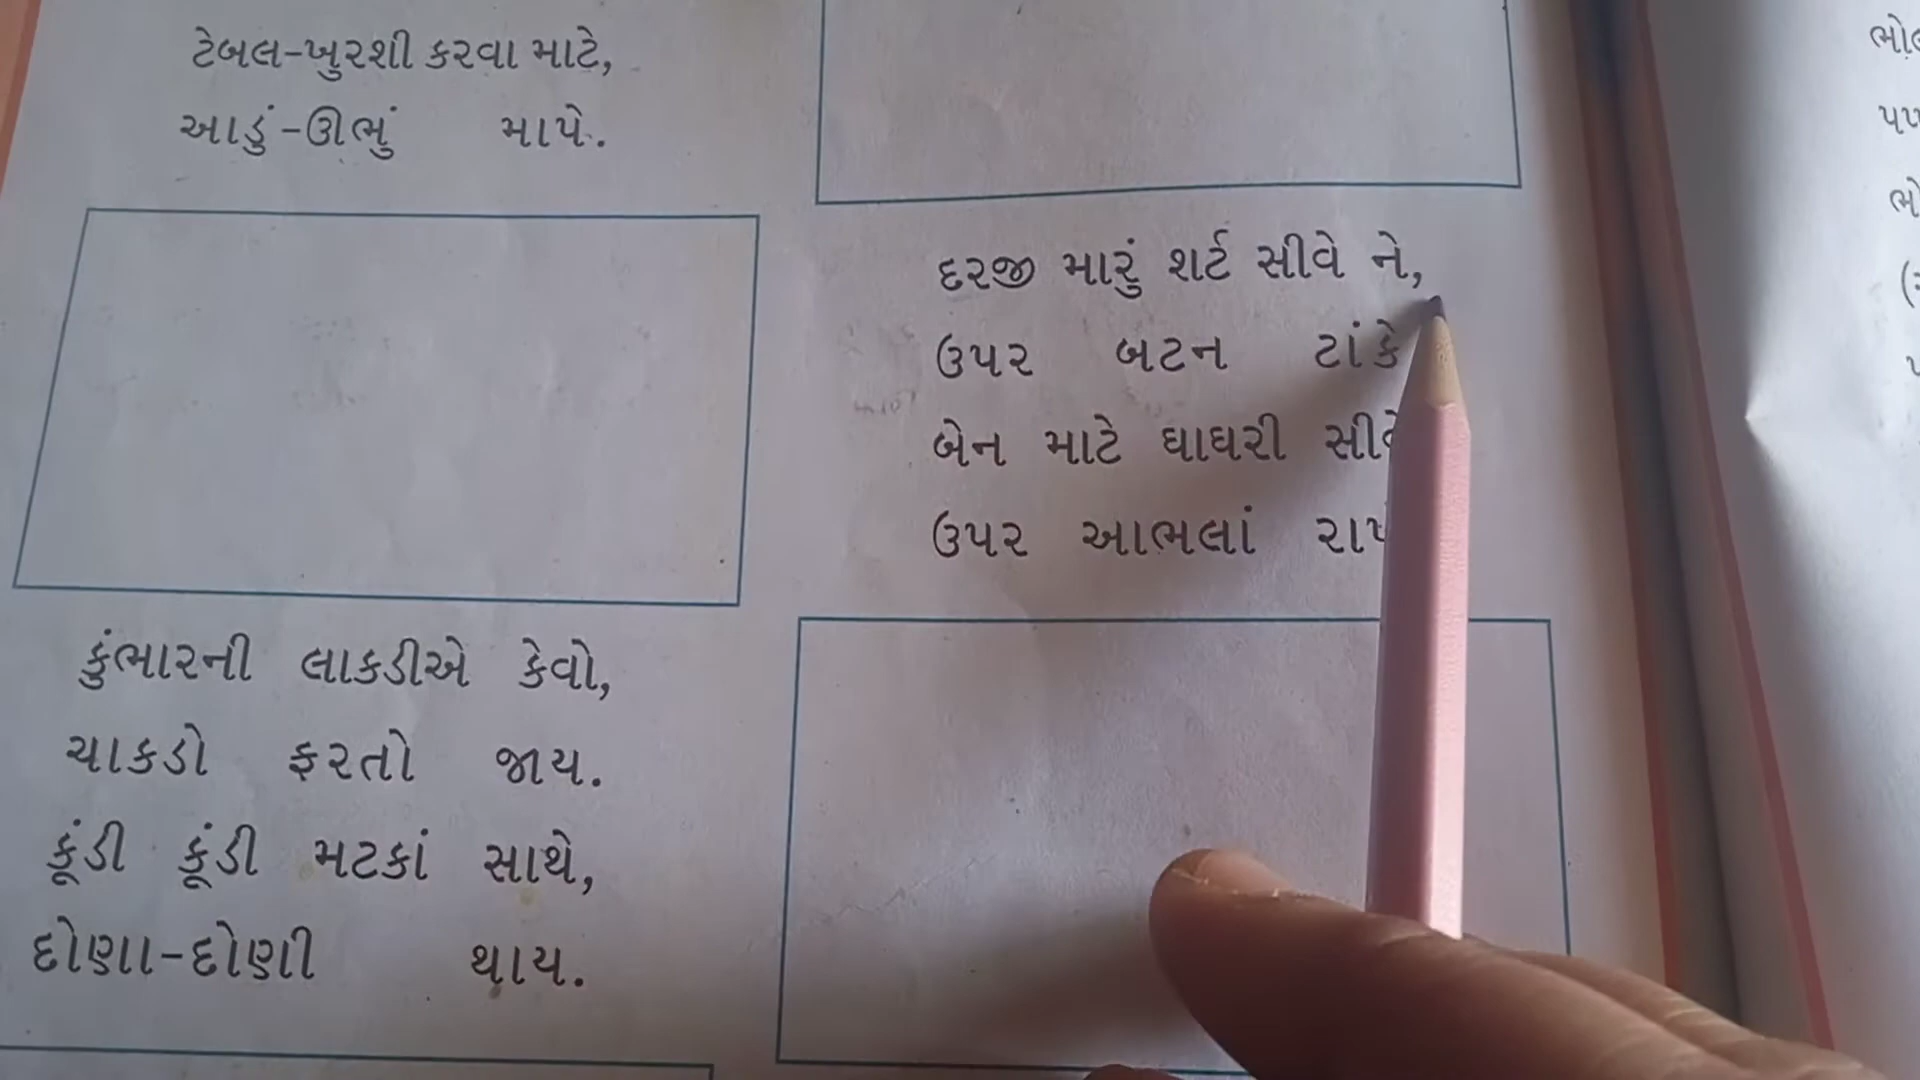 ટેબલ-ખુરશી કરવા માટે,
આડું-ઊભું માપે.
દરજી મારું શર્ટ સીવે ને,
ઉપર બટન ટાંકે
બેન માટે ઘાઘરી
ઉપર આભલાં
કુંભારની લાકડીએ કેવો,
ચાકડો ફરતો જાય.
કૂંડી કૂંડી મટકાં સાથે,
દોણા-દોણી થાય.